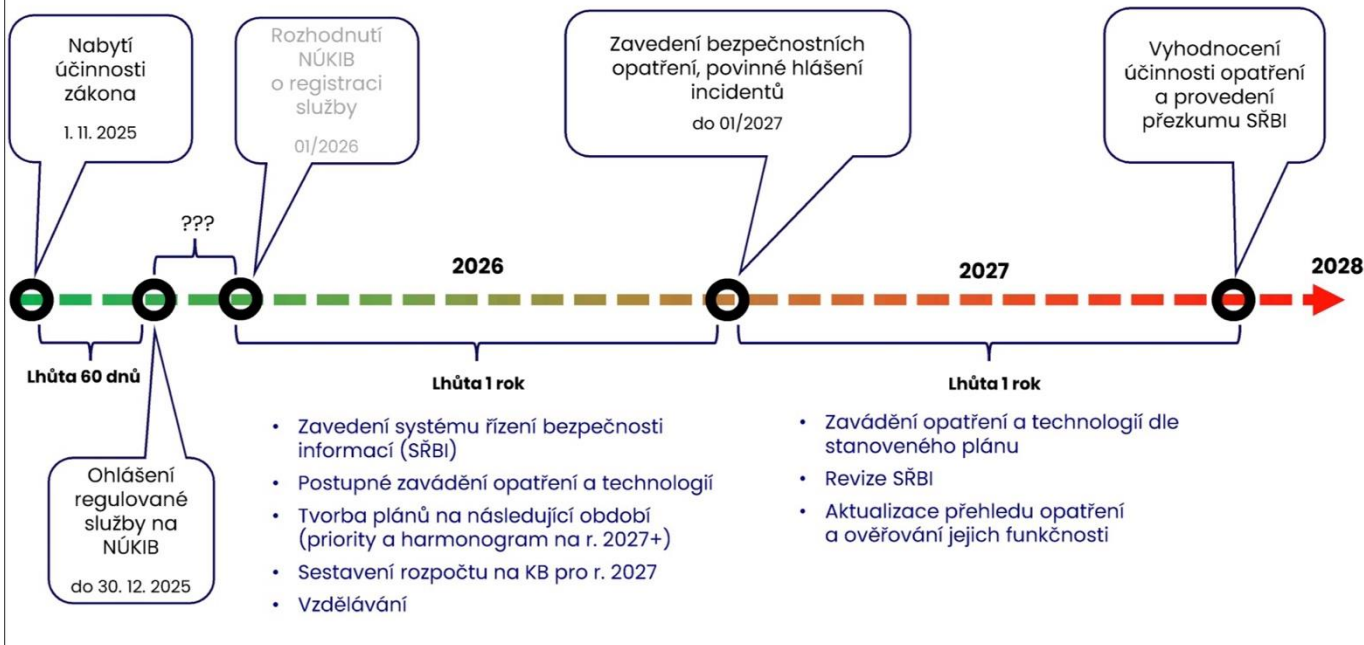 Nabytí
účinnosti
zákona
1. 11. 2025
Rozhodnutí
NÚKIB
o registraci
služby
01/2026
Zavedení bezpečnostních
opatření, povinné hlášení
incidentů
do 01/2027
Vyhodnocení
účinnosti opatření
a provedení
přezkumu SŘBI
???
2026
2027
2028
Lhůta 60 dnů
Lhůta 1 rok
Lhůta 1 rok
Ohlášení
regulované
služby na
NÚKIB
do 30. 12. 2025
• Zavedení systému řízení bezpečnosti
informací (SŘBI)
• Postupné zavádění opatření a technologií
• Tvorba plánů na následující období
(priority a harmonogram na r. 2027+)
• Sestavení rozpočtu na KB pro r. 2027
• Vzdělávání
• Zavádění opatření a technologií dle
stanoveného plánu
• Revize SŘBI
• Aktualizace přehledu opatření
a ověřování jejich funkčnosti